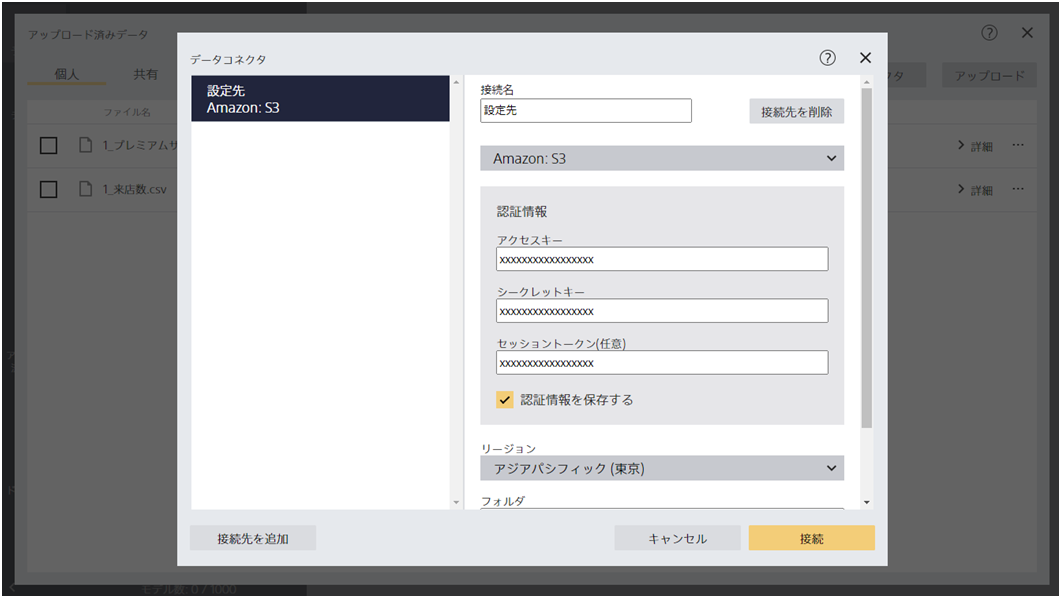 アップロード済みデータ
個人
共有
タ
アップロード
ファイル名
1_プレミアムサ
詳細
1_来店数.csv
詳細
データコネクタ
設定先
Amazon: S3
接続名
設定先
接続先を削除
Amazon: S3
認証情報
アクセスキー
xxxxxxxxxxxxxxxxx
シークレットキー
xxxxxxxxxxxxxxxxx
セッショントークン(任意)
xxxxxxxxxxxxxxxxx
認証情報を保存する
リージョン
アジアパシフィック (東京)
フォルダ
接続先を追加
キャンセル
接続
モデル数: 0 / 1000